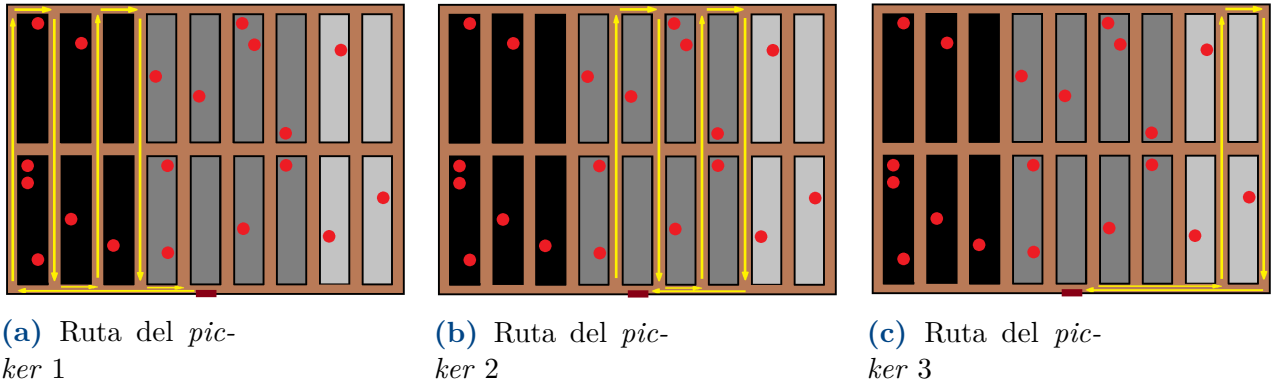 (a) Ruta del pic-
ker 1
(b) Ruta del pic-
ker 2
(c) Ruta del pic-
ker 3